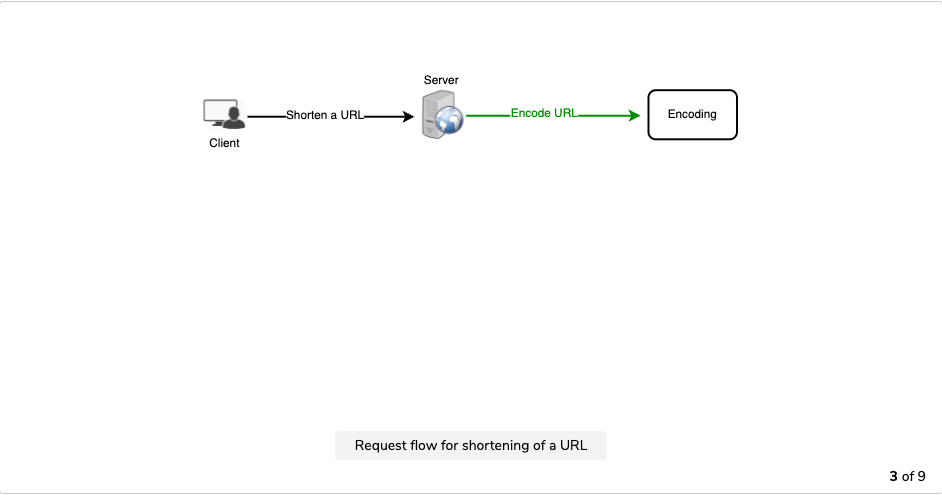 Server
Shorten a URL
Encode URL
Encoding
Client
Request flow for shortening of a URL
3 of 9